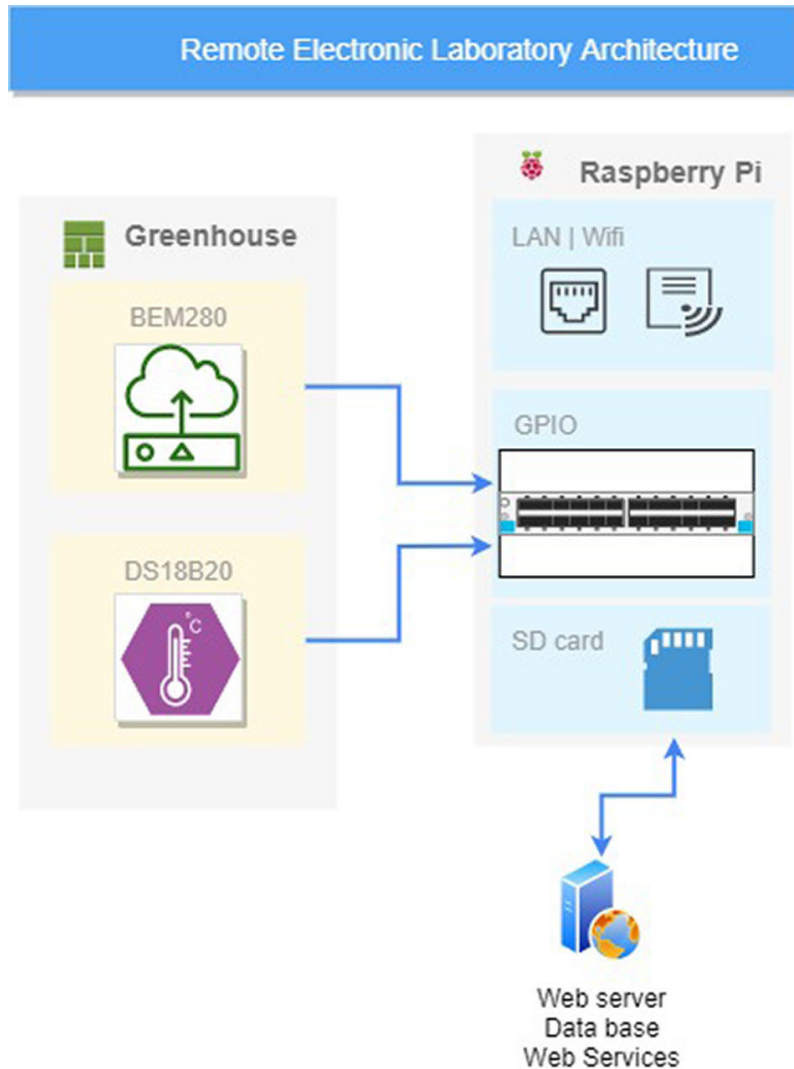 Remote Electronic Laboratory Architecture
Greenhouse
BEM280
DS18B20
°C
Raspberry Pi
LAN | Wifi
GPIO
SD card
Web server
Data base
Web Services